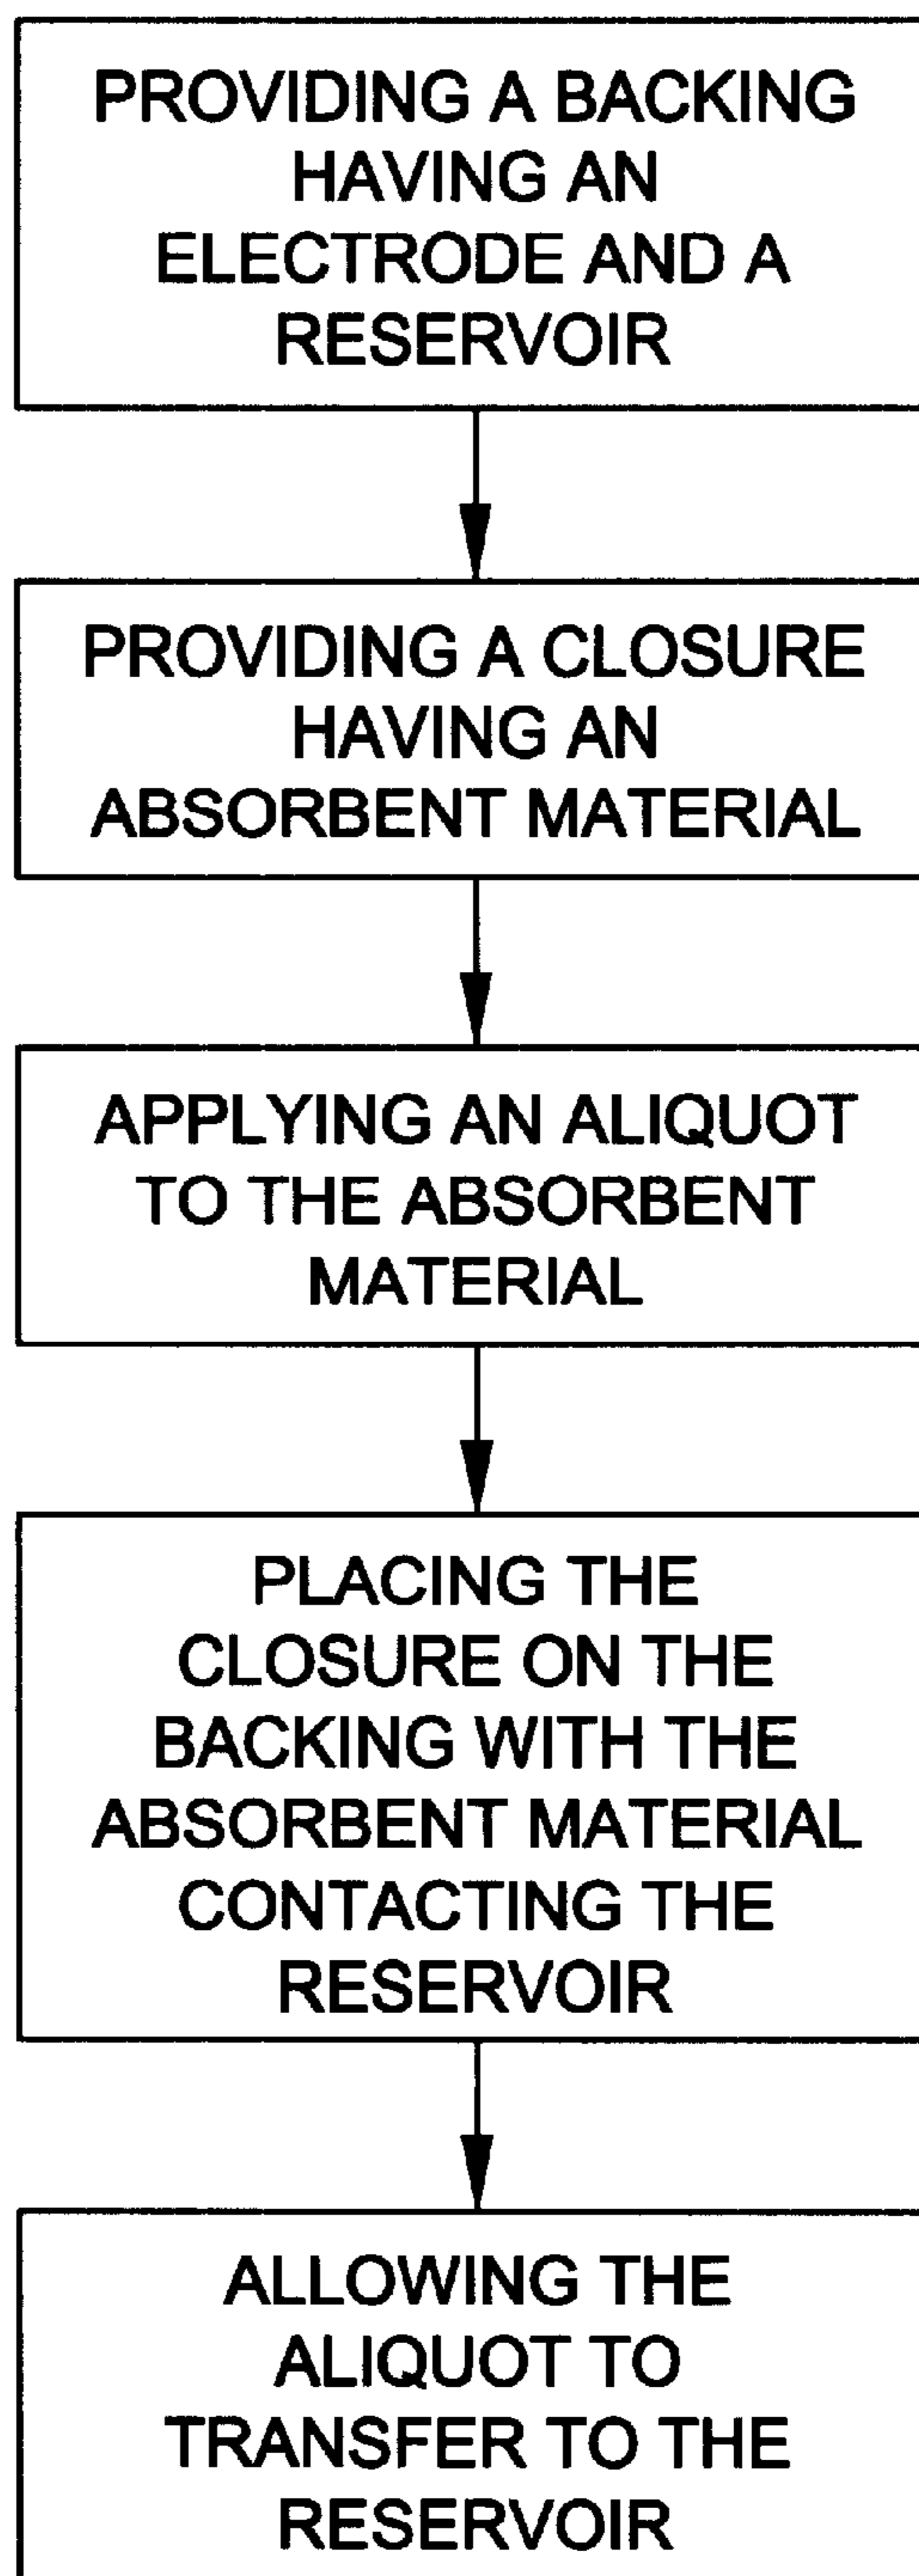 PROVIDING A BACKING
HAVING AN
ELECTRODE AND A
RESERVOIR
PROVIDING A CLOSURE
HAVING AN
ABSORBENT MATERIAL
APPLYING AN ALIQUOT
TO THE ABSORBENT
MATERIAL
PLACING THE
CLOSURE ON THE
BACKING WITH THE
ABSORBENT MATERIAL
CONTACTING THE
RESERVOIR
ALLOWING THE
ALIQUOT TO
TRANSFER TO THE
RESERVOIR